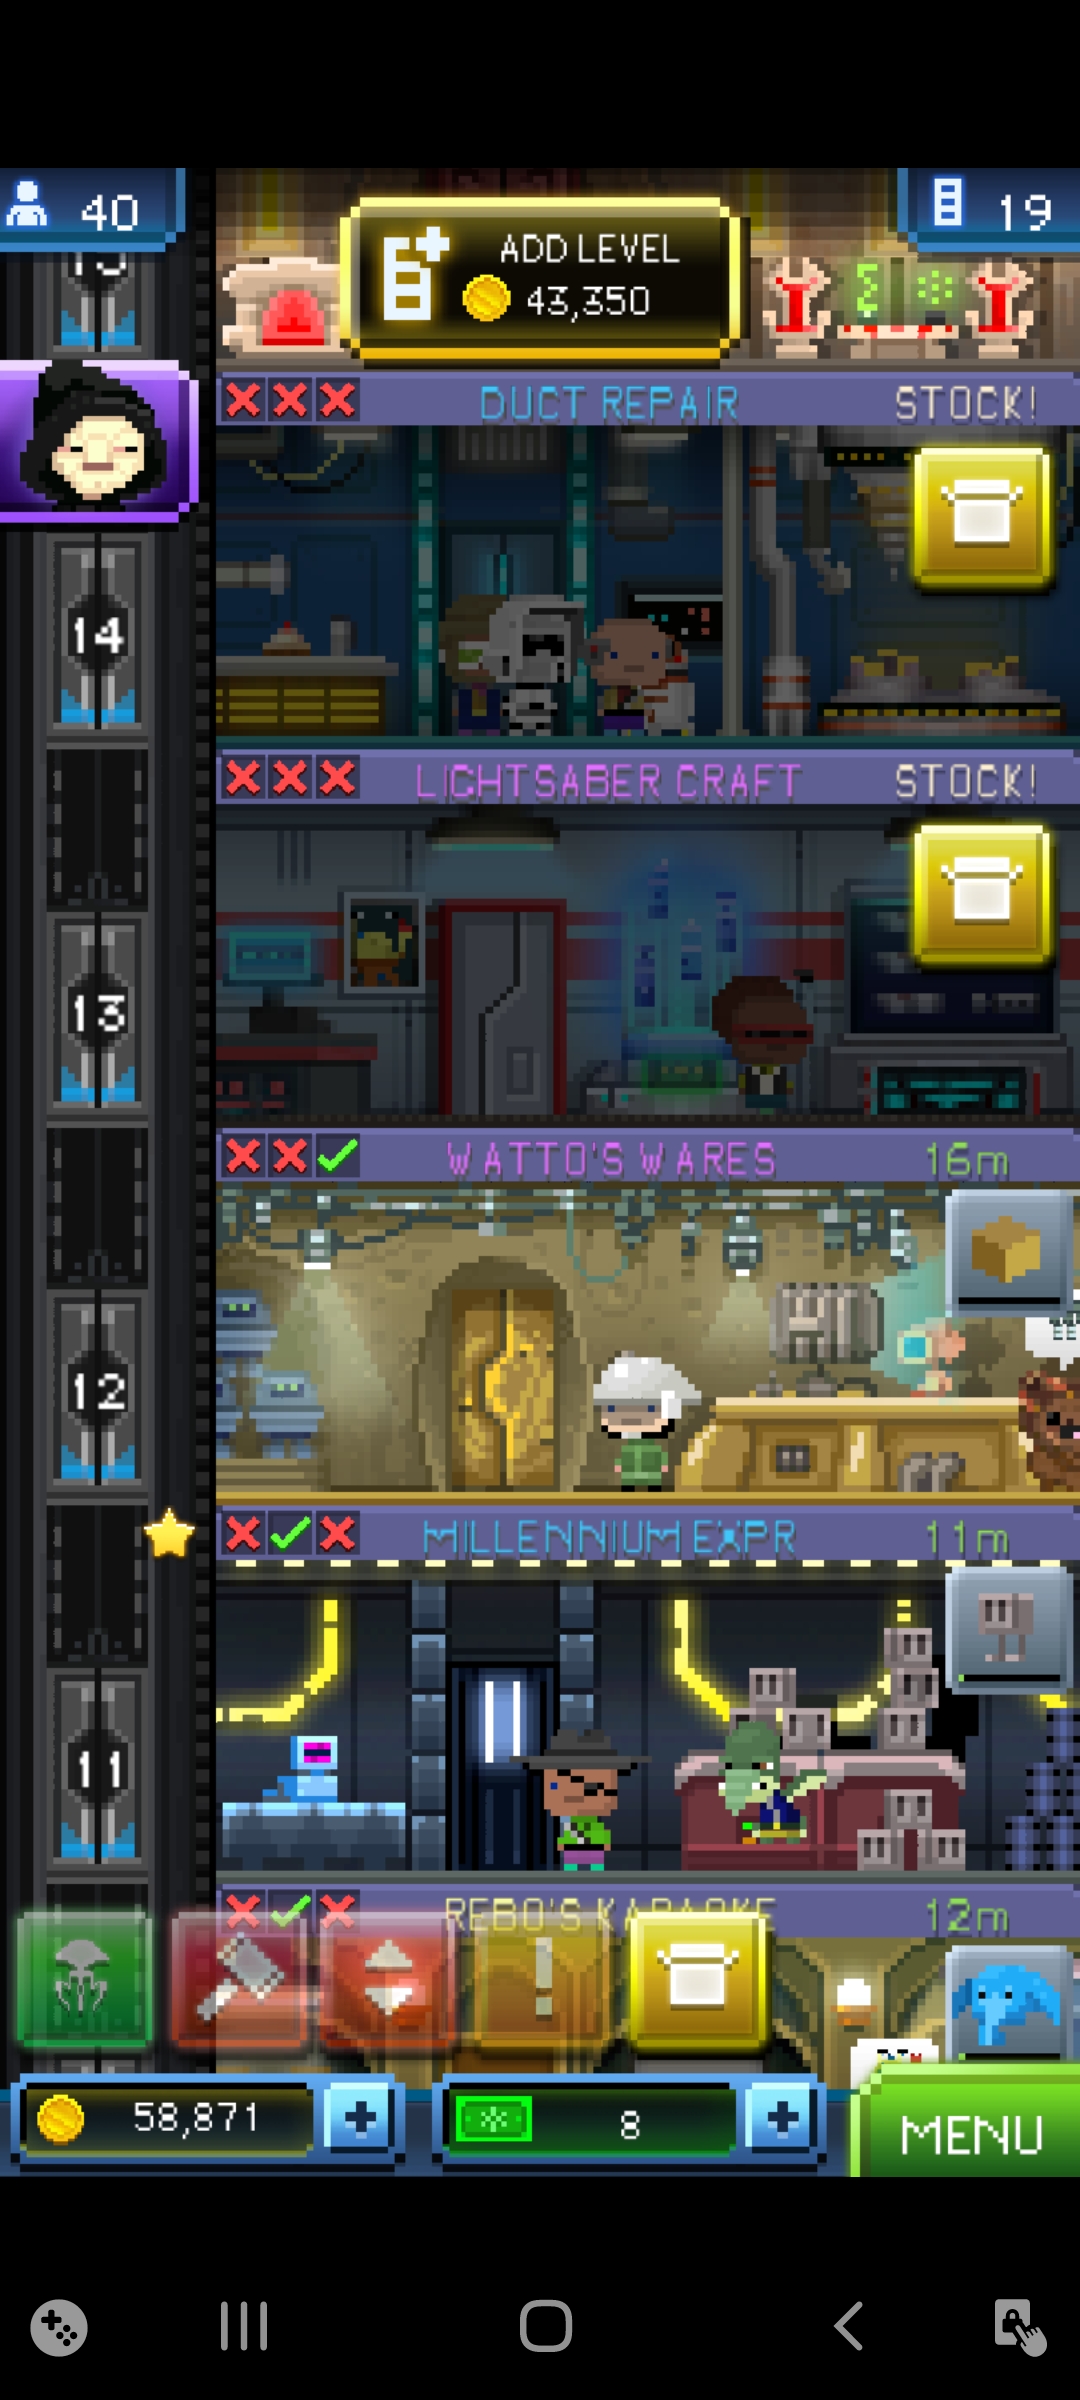 40
ADD LEVEL
43,350
19
DUCT REPAIR
STOCK!
14
LIGHTSABER CRAFT
STOCK!
13
WATTO'S WARES
16m
12
MILLENNIUM EXPR
11m
11
REBO'S KARAOKE
12m
58,871
8
MENU